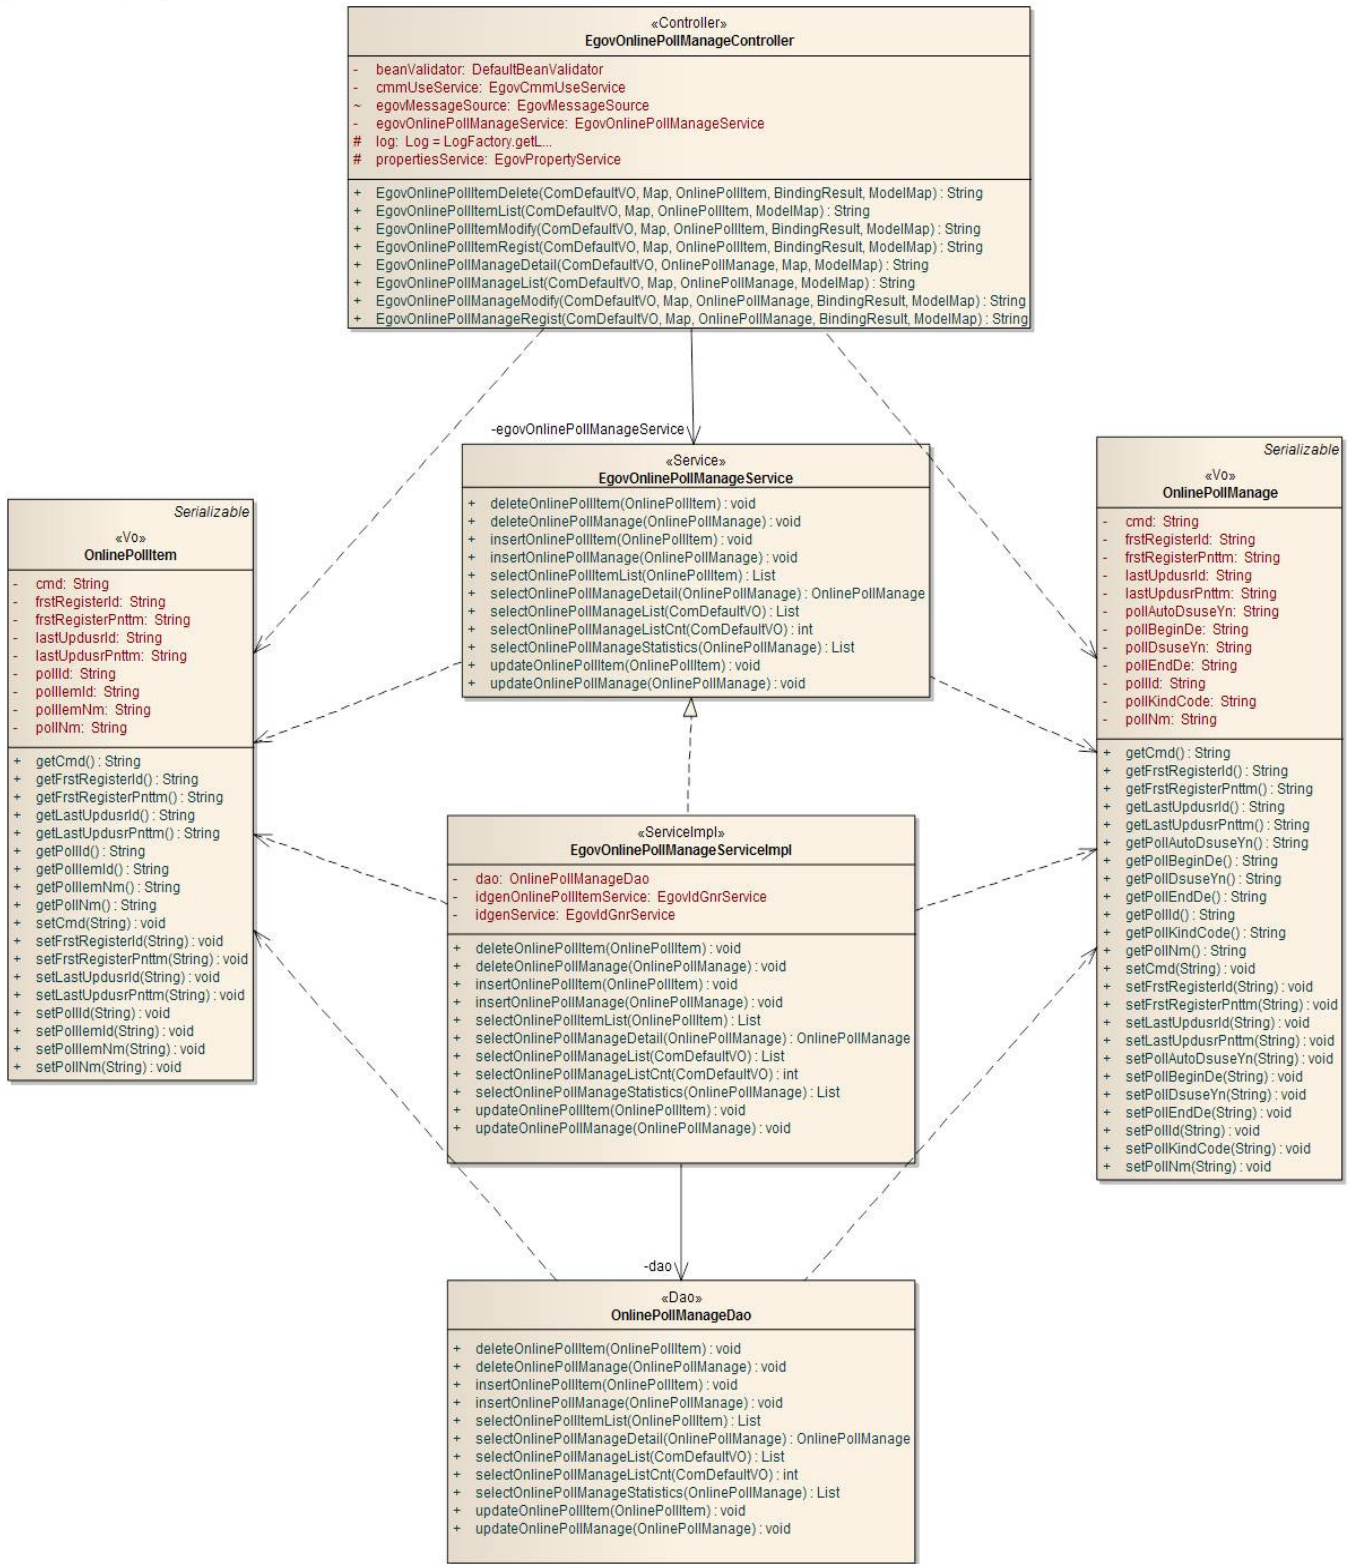 «Controller»
EgovOnlinePollManageController
- beanValidator: DefaultBeanValidator
- cmmUseService: EgovCmmUseService
~ egovMessageSource: EgovMessageSource
- egovOnlinePollManageService: EgovOnlinePollManageService
# log: Log = LogFactory.getL...
# propertiesService: EgovPropertyService
+ EgovOnlinePollItemDelete(ComDefaultVO, Map, OnlinePollItem, BindingResult, ModelMap) : String
+ EgovOnlinePollItemList(ComDefaultVO, Map, OnlinePollItem, ModelMap) : String
+ EgovOnlinePollItemModify(ComDefaultVO, Map, OnlinePollItem, BindingResult, ModelMap) : String
+ EgovOnlinePollItemRegist(ComDefaultVO, Map, OnlinePollItem, BindingResult, ModelMap) : String
+ EgovOnlinePollManageDetail(ComDefaultVO, OnlinePollManage, Map, ModelMap) : String
+ EgovOnlinePollManageList(ComDefaultVO, Map, OnlinePollManage, ModelMap) : String
+ EgovOnlinePollManageModify(ComDefaultVO, Map, OnlinePollManage, BindingResult, ModelMap) : String
+ EgovOnlinePollManageRegist(ComDefaultVO, Map, OnlinePollManage, BindingResult, ModelMap) : String
-egovOnlinePollManageService
«Service»
EgovOnlinePollManageService
+ deleteOnlinePollItem(OnlinePollItem) : void
+ deleteOnlinePollManage(OnlinePollManage) : void
+ insertOnlinePollItem(OnlinePollItem) : void
+ insertOnlinePollManage(OnlinePollManage) : void
+ selectOnlinePollItemList(OnlinePollItem) : List
+ selectOnlinePollManageDetail(OnlinePollManage) : OnlinePollManage
+ selectOnlinePollManageList(ComDefaultVO) : List
+ selectOnlinePollManageListCnt(ComDefaultVO) : int
+ selectOnlinePollManageStatistics(OnlinePollManage) : List
+ updateOnlinePollItem(OnlinePollItem) : void
+ updateOnlinePollManage(OnlinePollManage) : void
Serializable
«Vo»
OnlinePollItem
- cmd: String
- frstRegisterId: String
- frstRegisterPnttm: String
- lastUpdusrId: String
- lastUpdusrPnttm: String
- pollId: String
- pollIemId: String
- pollIemNm: String
- pollNm: String
+ getCmd() : String
+ getFrstRegisterId() : String
+ getFrstRegisterPnttm() : String
+ getLastUpdusrId() : String
+ getLastUpdusrPnttm() : String
+ getPollId() : String
+ getPollIemId() : String
+ getPollIemNm() : String
+ getPollNm() : String
+ setCmd(String) : void
+ setFrstRegisterId(String) : void
+ setFrstRegisterPnttm(String) : void
+ setLastUpdusrId(String) : void
+ setLastUpdusrPnttm(String) : void
+ setPollId(String) : void
+ setPollIemId(String) : void
+ setPollIemNm(String) : void
+ setPollNm(String) : void
Serializable
«Vo»
OnlinePollManage
- cmd: String
- frstRegisterId: String
- frstRegisterPnttm: String
- lastUpdusrId: String
- lastUpdusrPnttm: String
- pollAutoDsuseYn: String
- pollBeginDe: String
- pollDsuseYn: String
- pollEndDe: String
- pollId: String
- pollKindCode: String
- pollNm: String
+ getCmd() : String
+ getFrstRegisterId() : String
+ getFrstRegisterPnttm() : String
+ getLastUpdusrId() : String
+ getLastUpdusrPnttm() : String
+ getPollAutoDsuseYn() : String
+ getPollBeginDe() : String
+ getPollDsuseYn() : String
+ getPollEndDe() : String
+ getPollId() : String
+ getPollKindCode() : String
+ getPollNm() : String
+ setCmd(String) : void
+ setFrstRegisterId(String) : void
+ setFrstRegisterPnttm(String) : void
+ setLastUpdusrId(String) : void
+ setLastUpdusrPnttm(String) : void
+ setPollAutoDsuseYn(String) : void
+ setPollBeginDe(String) : void
+ setPollDsuseYn(String) : void
+ setPollEndDe(String) : void
+ setPollId(String) : void
+ setPollKindCode(String) : void
+ setPollNm(String) : void
«ServiceImpl»
EgovOnlinePollManageServiceImpl
- dao: OnlinePollManageDao
- idgenOnlinePollItemService: EgovIdGnrService
- idgenService: EgovIdGnrService
+ deleteOnlinePollItem(OnlinePollItem) : void
+ deleteOnlinePollManage(OnlinePollManage) : void
+ insertOnlinePollItem(OnlinePollItem) : void
+ insertOnlinePollManage(OnlinePollManage) : void
+ selectOnlinePollItemList(OnlinePollItem) : List
+ selectOnlinePollManageDetail(OnlinePollManage) : OnlinePollManage
+ selectOnlinePollManageList(ComDefaultVO) : List
+ selectOnlinePollManageListCnt(ComDefaultVO) : int
+ selectOnlinePollManageStatistics(OnlinePollManage) : List
+ updateOnlinePollItem(OnlinePollItem) : void
+ updateOnlinePollManage(OnlinePollManage) : void
-dao
«Dao»
OnlinePollManageDao
+ deleteOnlinePollItem(OnlinePollItem) : void
+ deleteOnlinePollManage(OnlinePollManage) : void
+ insertOnlinePollItem(OnlinePollItem) : void
+ insertOnlinePollManage(OnlinePollManage) : void
+ selectOnlinePollItemList(OnlinePollItem) : List
+ selectOnlinePollManageDetail(OnlinePollManage) : OnlinePollManage
+ selectOnlinePollManageList(ComDefaultVO) : List
+ selectOnlinePollManageListCnt(ComDefaultVO) : int
+ selectOnlinePollManageStatistics(OnlinePollManage) : List
+ updateOnlinePollItem(OnlinePollItem) : void
+ updateOnlinePollManage(OnlinePollManage) : void